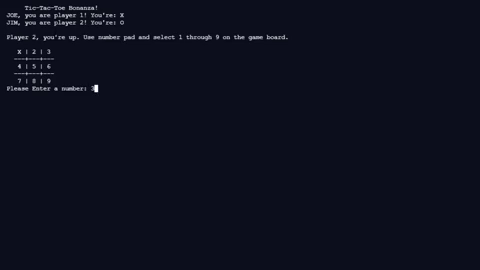 Tic-Tac-Toe Bonanza!
JOE, you are player 1! You're: X
JIM, you are player 2! You're: O
Player 2, you're up. Use number pad and select 1 through 9 on the game board.
X | 2 | 3
---+---+---
4 | 5 | 6
---+---+---
7 | 8 | 9
Please Enter a number: 3